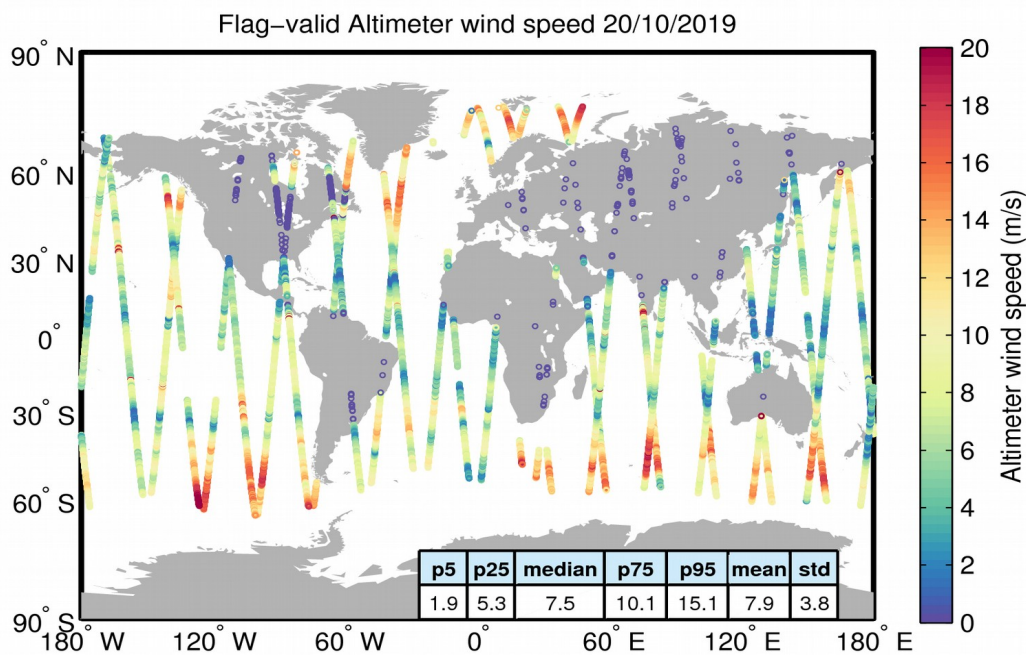 Flag−valid Altimeter wind speed 20/10/2019
90° N
60° N
30° N
0°
30° S
60° S
90° S
180° W
120° W
60° W
0°
60° E
120° E
180° E
p5 p25 median p75 p95 mean std
1.9 5.3 7.5 10.1 15.1 7.9 3.8
20
18
16
14
12
10
8
6
4
2
0
Altimeter wind speed (m/s)